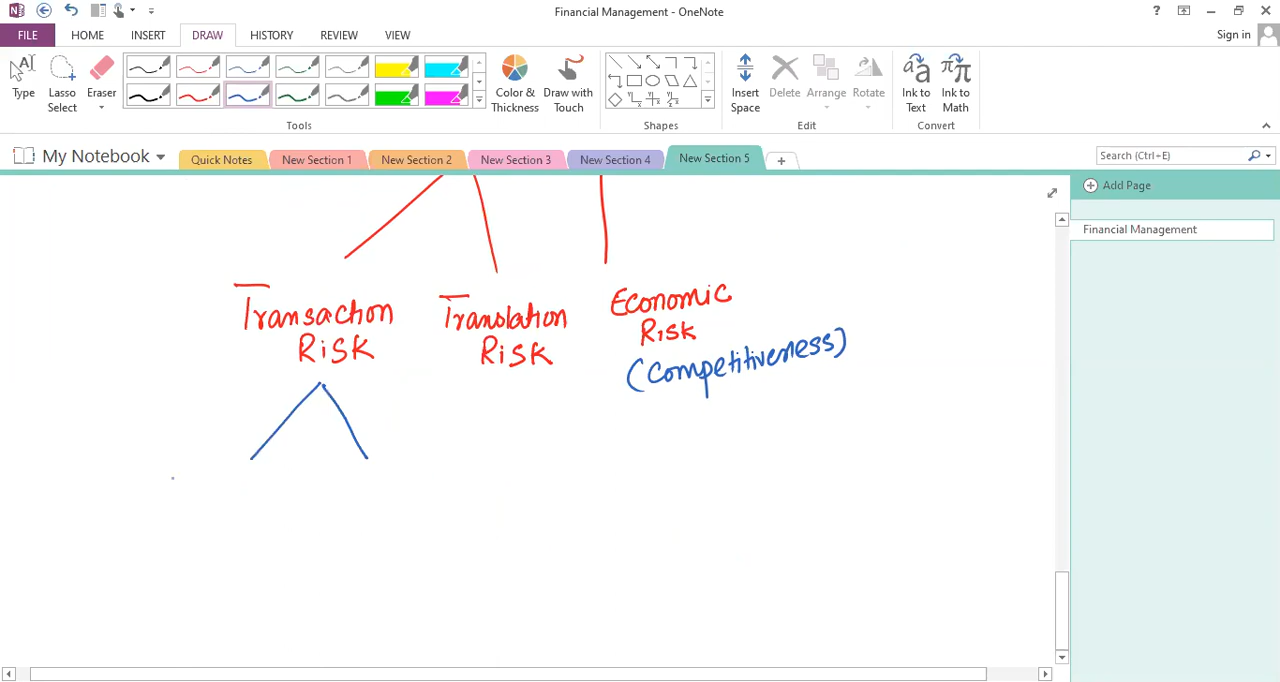 Financial Management - OneNote
? 
Sign in
FILE HOME INSERT DRAW HISTORY REVIEW VIEW
Type
Lasso Select
Eraser
Color & Thickness
Draw with Touch
Insert Space
Delete
Arrange
Rotate
Ink to Text
Ink to Math
Tools
Shapes
Edit
Convert
My Notebook
Quick Notes
New Section 1
New Section 2
New Section 3
New Section 4
New Section 5
Search (Ctrl+E)
Add Page
Financial Management
Transaction Risk
Translation Risk
Economic Risk
(Competitiveness)